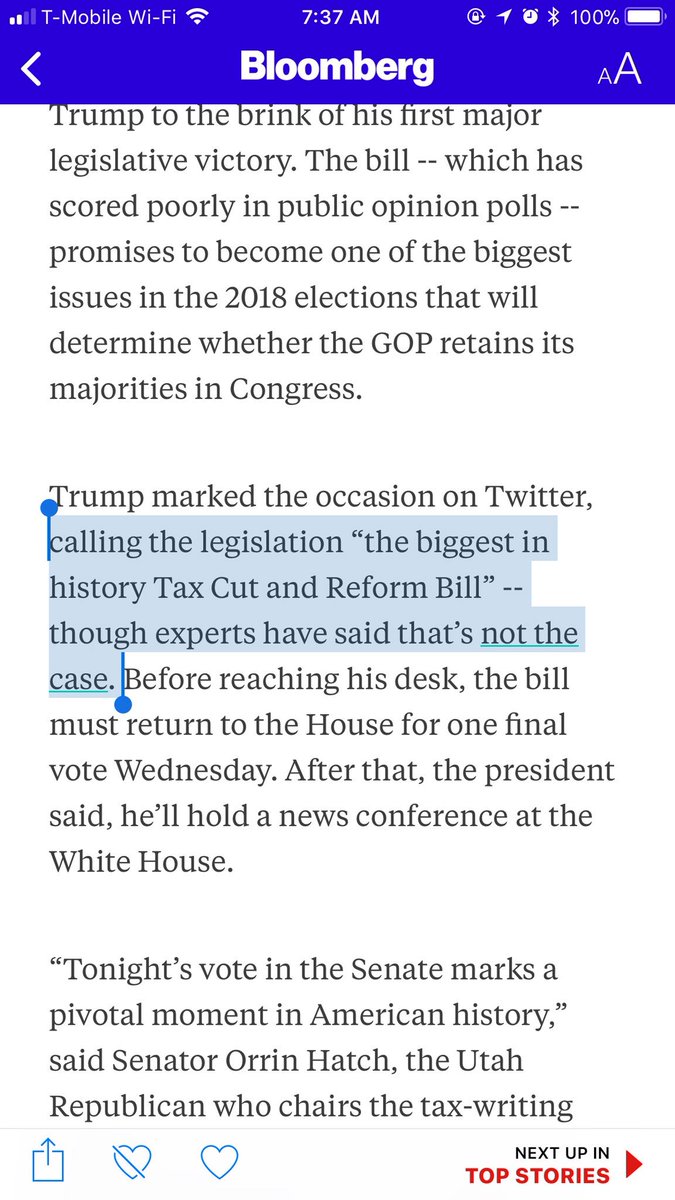 T-Mobile Wi-Fi 7:37 AM 100%
Bloomberg AA
Trump to the brink of his first major
legislative victory. The bill -- which has
scored poorly in public opinion polls --
promises to become one of the biggest
issues in the 2018 elections that will
determine whether the GOP retains its
majorities in Congress.
Trump marked the occasion on Twitter,
calling the legislation “the biggest in
history Tax Cut and Reform Bill” --
though experts have said that’s not the
case. Before reaching his desk, the bill
must return to the House for one final
vote Wednesday. After that, the president
said, he’ll hold a news conference at the
White House.
“Tonight’s vote in the Senate marks a
pivotal moment in American history,”
said Senator Orrin Hatch, the Utah
Republican who chairs the tax-writing
NEXT UP IN
TOP STORIES